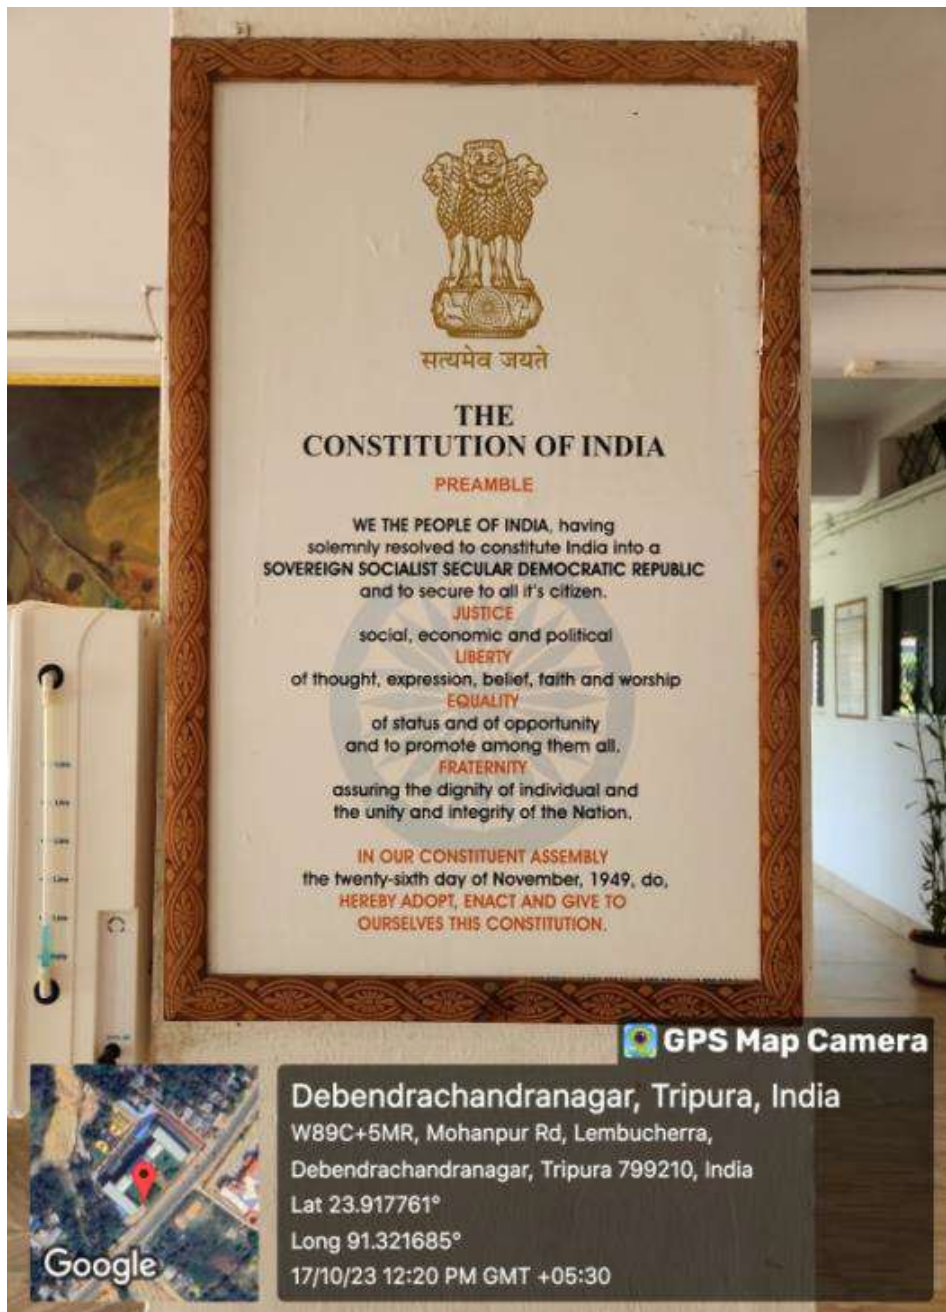 सत्यमेव जयते
THE
CONSTITUTION OF INDIA
PREAMBLE
WE THE PEOPLE OF INDIA, having
solemnly resolved to constitute India into a
SOVEREIGN SOCIALIST SECULAR DEMOCRATIC REPUBLIC
and to secure to all it's citizen.
JUSTICE
social, economic and political
LIBERTY
of thought, expression, belief, faith and worship
EQUALITY
of status and of opportunity
and to promote among them all.
FRATERNITY
assuring the dignity of individual and
the unity and integrity of the Nation.
IN OUR CONSTITUENT ASSEMBLY
the twenty-sixth day of November, 1949, do,
HEREBY ADOPT, ENACT AND GIVE TO
OURSELVES THIS CONSTITUTION.
GPS Map Camera
Debendrachandranagar, Tripura, India
W89C+5MR, Mohanpur Rd, Lembucherra,
Debendrachandranagar, Tripura 799210, India
Lat 23.917761°
Long 91.321685°
17/10/23 12:20 PM GMT +05:30
Google